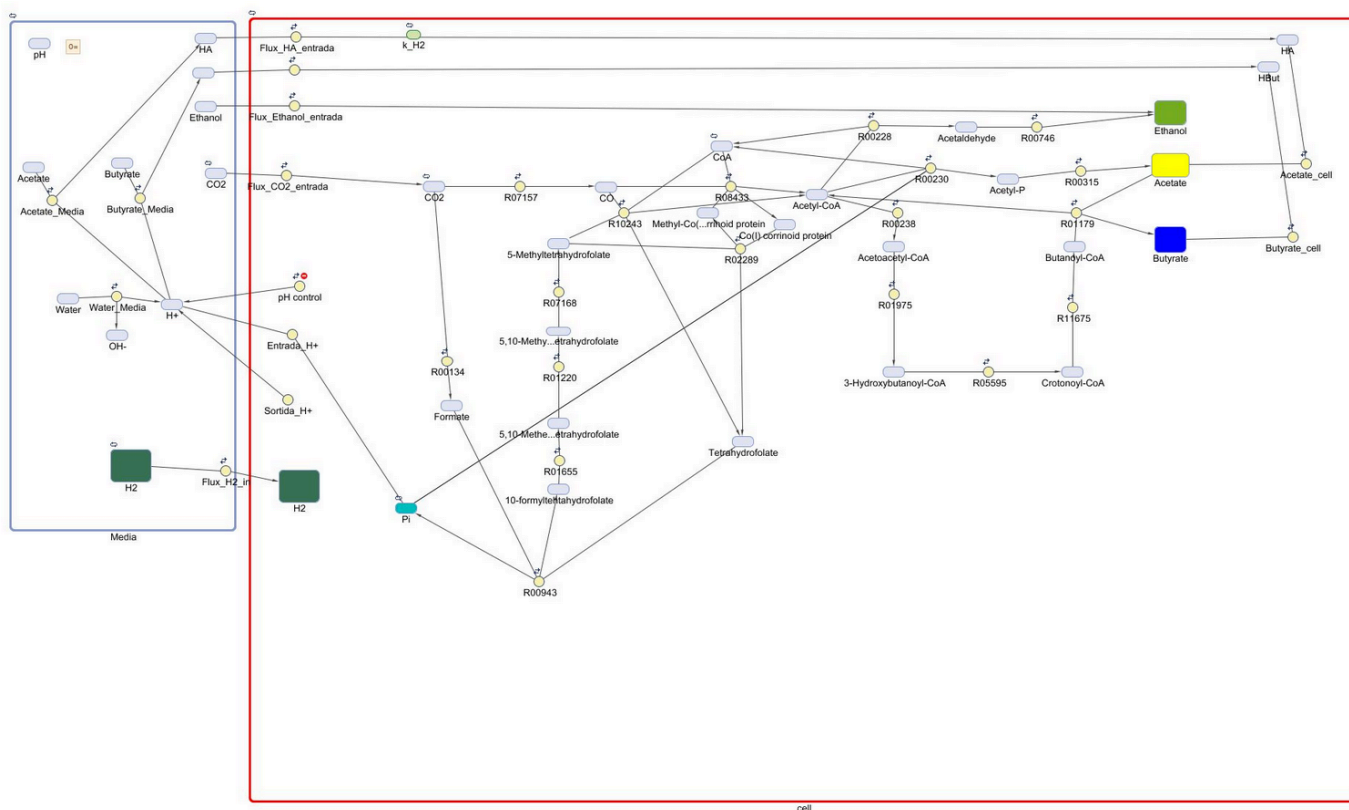 pH
0×
HA
Flux_HA_entrada
k_H2
HA
HBut
Ethanol
Flux_Ethanol_entrada
Ethanol
R00228
Acetaldehyde
R00746
CoA
Acetate
Butyrate
CO2
Flux_CO2_entrada
CO2
R07157
CO
R08433
Acetyl-CoA
R00230
Acetyl-P
R00315
Acetate
Acetate_cell
Acetate_Media
Butyrate_Media
R10243
Methyl-Co(...rrinoid protein
Co(I) corrinoid protein
R00238
R01179
5-Methyltetrahydrofolate
R02289
Acetoacetyl-CoA
Butanoyl-CoA
Butyrate
Butyrate_cell
pH control
Water
Water_Media
H+
R07168
R01975
R11675
OH-
Entrada_H+
5,10-Methy...etrahydrofolate
R00134
R01220
3-Hydroxybutanoyl-CoA
R05595
Crotonoyl-CoA
Sortida_H+
Formate
5,10-Methe...etrahydrofolate
Tetrahydrofolate
H2
Flux_H2_in
H2
R01655
10-formyltetrahydrofolate
Pi
Media
R00943
cell